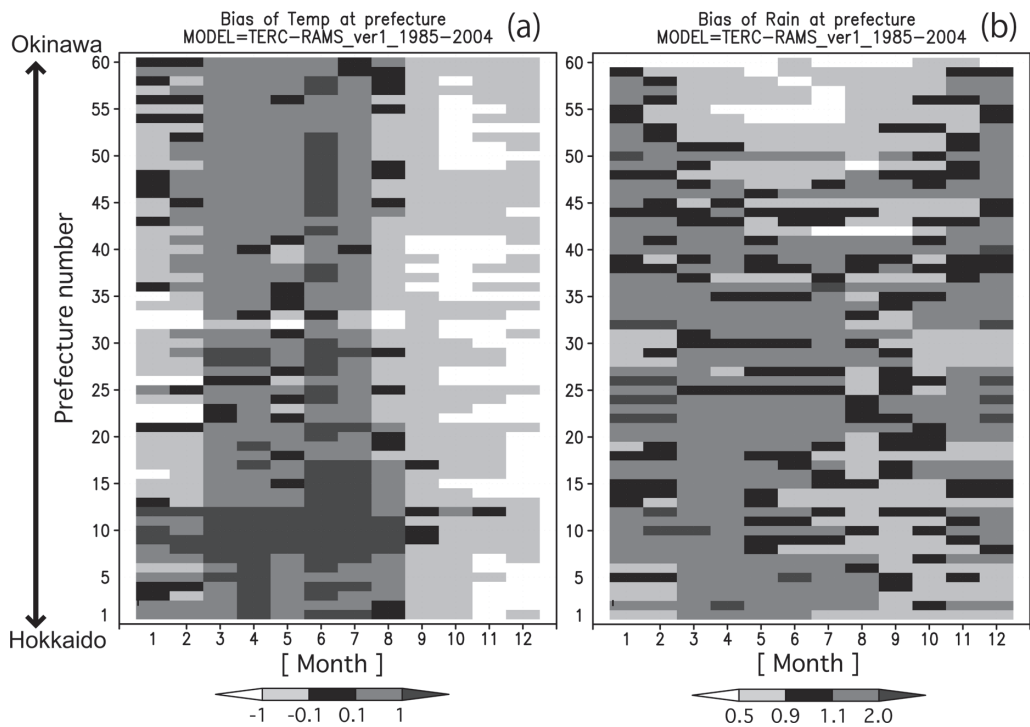 Bias of Temp at prefecture
MODEL=TERC-RAMS_ver1_1985-2004
(a)
Bias of Rain at prefecture
MODEL=TERC-RAMS_ver1_1985-2004
(b)
Okinawa
Prefecture number
Hokkaido
60
55
50
45
40
35
30
25
20
15
10
5
1
1 2 3 4 5 6 7 8 9 10 11 12
[ Month ]
-1 -0.1 0.1 1
60
55
50
45
40
35
30
25
20
15
10
5
1
1 2 3 4 5 6 7 8 9 10 11 12
[ Month ]
0.5 0.9 1.1 2.0